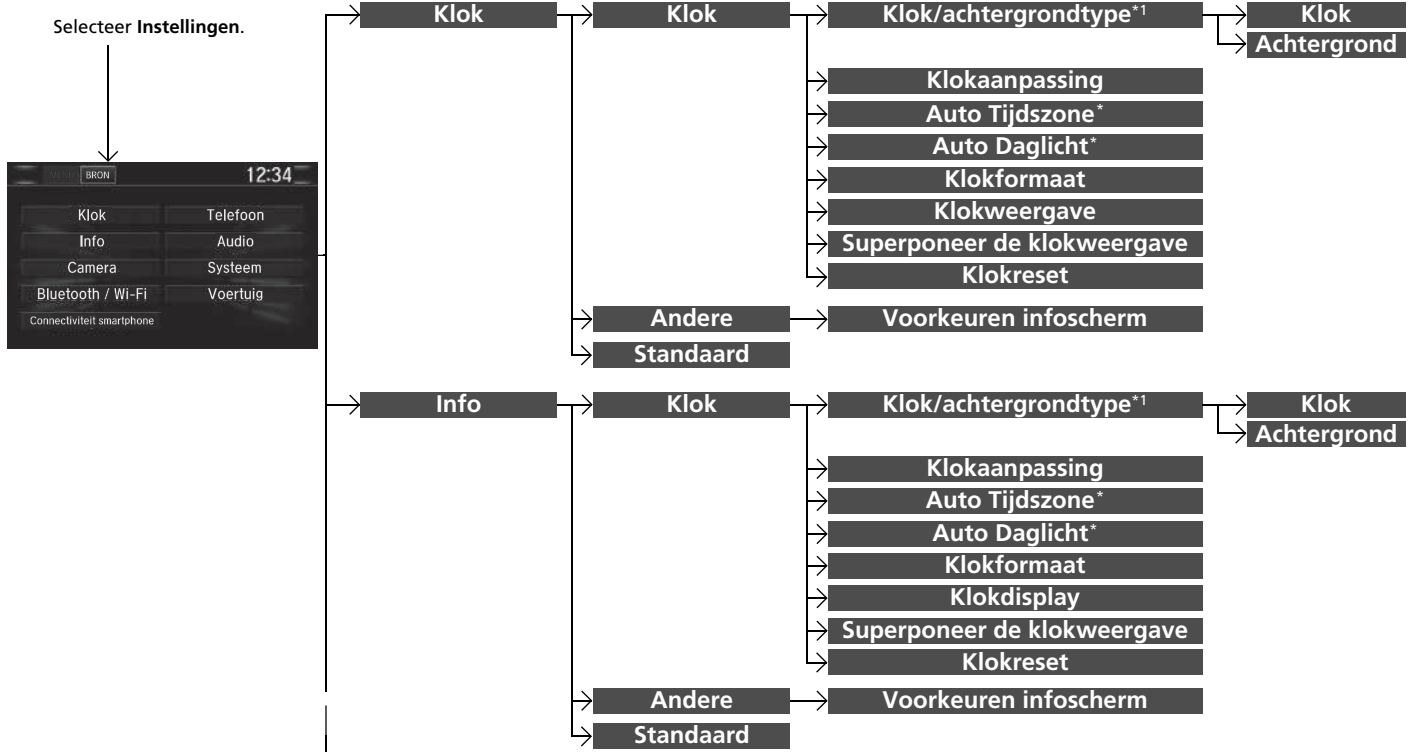 Selecteer Instellingen.
MENU BRON 12:34
Klok Telefoon
Info Audio
Camera Systeem
Bluetooth / Wi-Fi Voertuig
Connectiviteit smartphone
Klok Klok Klok/achtergrondtype*1 Klok
Achtergrond
Klokaanpassing
Auto Tijdszone*
Auto Daglicht*
Klokformaat
Klokweergave
Superponeer de klokweergave
Klokreset
Andere Voorkeuren infoscherm
Standaard
Info Klok Klok/achtergrondtype*1 Klok
Achtergrond
Klokaanpassing
Auto Tijdszone*
Auto Daglicht*
Klokformaat
Klokdisplay
Superponeer de klokweergave
Klokreset
Andere Voorkeuren infoscherm
Standaard